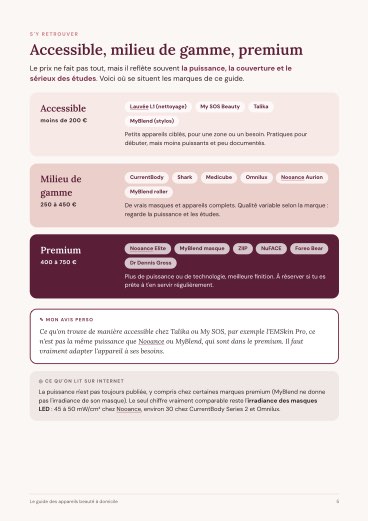 S'Y RETROUVER
Accessible, milieu de gamme, premium
Le prix ne fait pas tout, mais il reflète souvent la puissance, la couverture et le
sérieux des études. Voici où se situent les marques de ce guide.
Accessible
moins de 200 €
Lauvée L1 (nettoyage) My SOS Beauty Talika
MyBlend (stylos)
Petits appareils ciblés, pour une zone ou un besoin. Pratiques pour
débuter, mais moins puissants et peu documentés.
Milieu de
gamme
250 à 450 €
CurrentBody Shark Medicube Omnilux Nooance Aurion
MyBlend roller
De vrais masques et appareils complets. Qualité variable selon la marque :
regarde la puissance et les études.
Premium
400 à 750 €
Nooance Elite MyBlend masque ZIIP NuFACE Foreo Bear
Dr Dennis Gross
Plus de puissance ou de technologie, meilleure finition. À réserver si tu es
prête à t'en servir régulièrement.
MON AVIS PERSO
Ce qu'on trouve de manière accessible chez Talika ou My SOS, par exemple l'EMSkin Pro, ce
n'est pas la même puissance que Nooance ou MyBlend, qui sont dans le premium. Il faut
vraiment adapter l'appareil à ses besoins.
CE QU'ON LIT SUR INTERNET
La puissance n'est pas toujours publiée, y compris chez certaines marques premium (MyBlend ne donne
pas l'irradiance de son masque). Le seul chiffre vraiment comparable reste l'irradiance des masques
LED : 45 à 50 mW/cm² chez Nooance, environ 30 chez CurrentBody Series 2 et Omnilux.
Le guide des appareils beauté à domicile